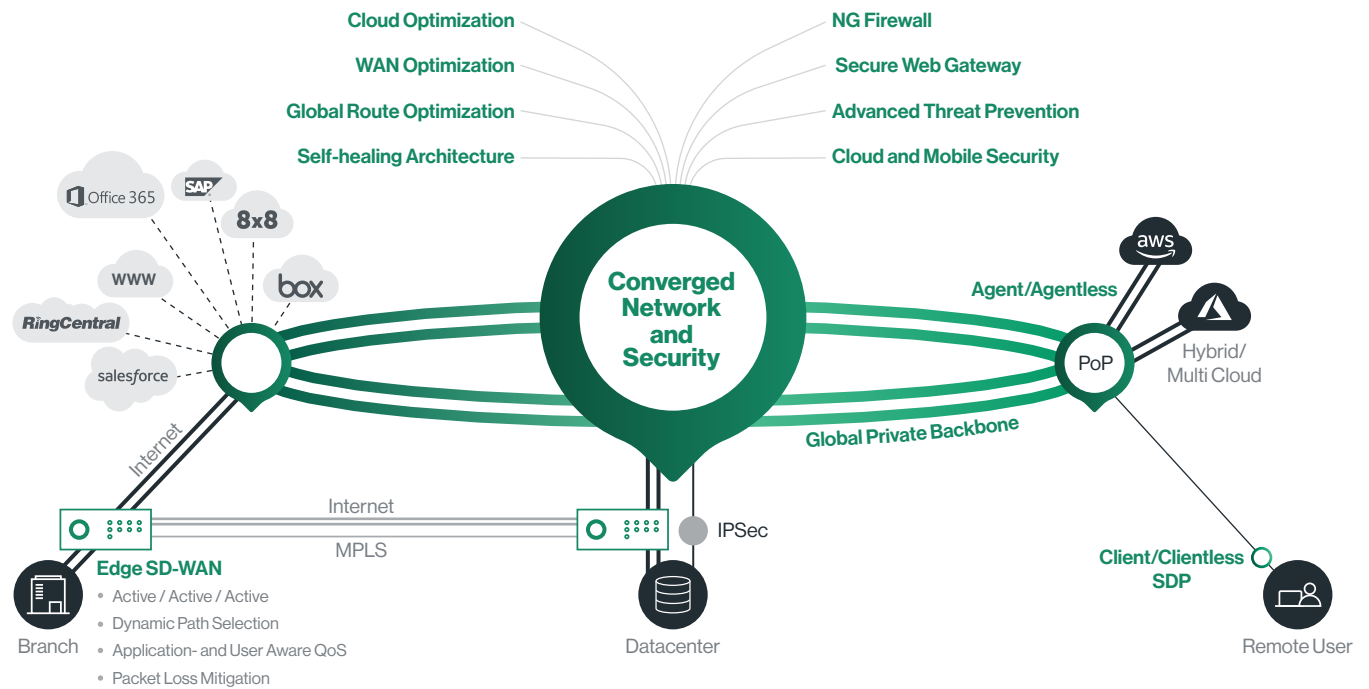 Cloud Optimization
WAN Optimization
Global Route Optimization
Self-healing Architecture
NG Firewall
Secure Web Gateway
Advanced Threat Prevention
Cloud and Mobile Security
Office 365
SAP
8x8
www
box
RingCentral
salesforce
Converged
Network
and
Security
aws
Agent/Agentless
PoP
Hybrid/
Multi Cloud
Global Private Backbone
Internet
Internet
MPLS
IPSec
Edge SD-WAN
• Active / Active / Active
• Dynamic Path Selection
• Application- and User Aware QoS
• Packet Loss Mitigation
Branch
Datacenter
Client/Clientless
SDP
Remote User